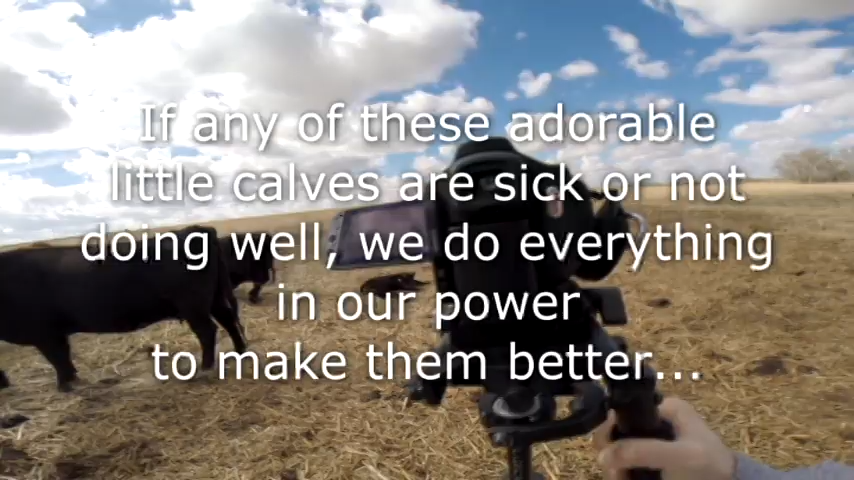 If any of these adorable
little calves are sick or not
doing well, we do everything
in our power
to make them better...